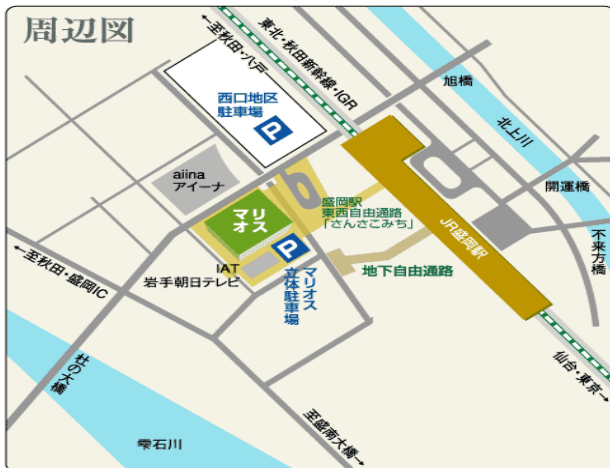 周辺図
←至秋田・八戸
東北・秋田新幹線・IGR
旭橋
北上川
開運橋
不来方橋
西口地区
駐車場
P
aiina
アイーナ
マリ
オス
盛岡駅
東西自由通路
「さんさこみち」
JR盛岡駅
P
地下自由通路
IAT
岩手朝日テレビ
マリオス
立体駐車場
←至秋田・盛岡IC
杜の大橋
雫石川
至盛南大橋→
仙台・東京→